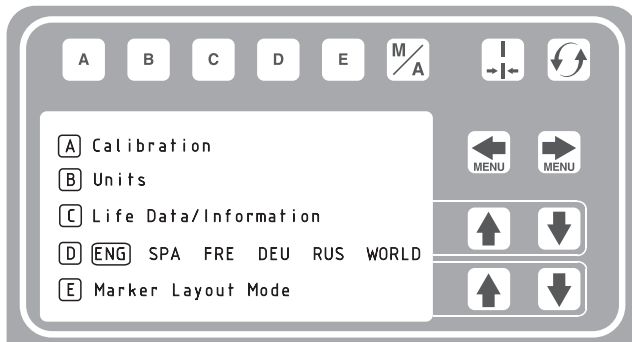 A B C D E M/A
MENU MENU
A Calibration
B Units
C Life Data/Information
D ENG SPA FRE DEU RUS WORLD
E Marker Layout Mode